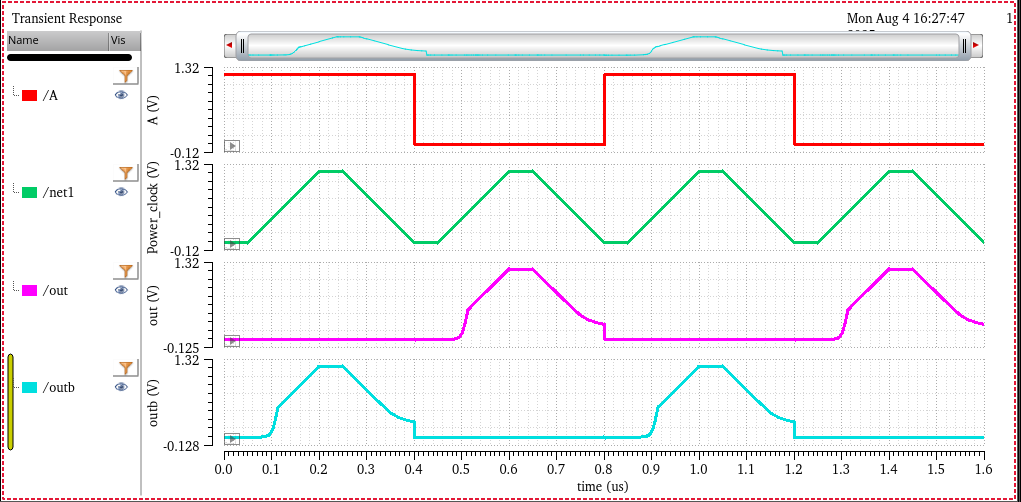 Transient Response
Mon Aug 4 16:27:47
1
Name
Vis
/A
/net1
/out
/outb
1.32
A (V)
-0.12
1.32
Power_clock (V)
-0.12
1.32
out (V)
-0.125
1.32
outb (V)
-0.128
0.0 0.1 0.2 0.3 0.4 0.5 0.6 0.7 0.8 0.9 1.0 1.1 1.2 1.3 1.4 1.5 1.6
time (us)